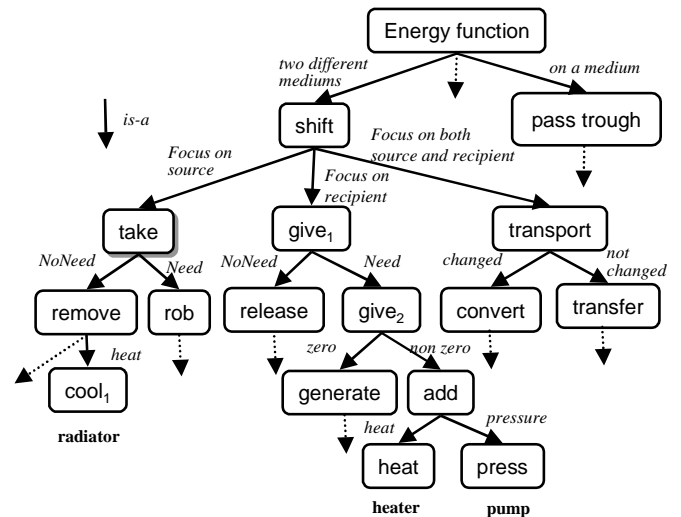 Energy function
two different
mediums
on a medium
is-a
shift
pass trough
Focus on
source
Focus on
recipient
Focus on both
source and recipient
take
give1
transport
NoNeed
Need
NoNeed
Need
changed
not
changed
remove
rob
release
give2
convert
transfer
heat
zero
non zero
cool1
generate
add
radiator
heat
pressure
heat
press
heater
pump